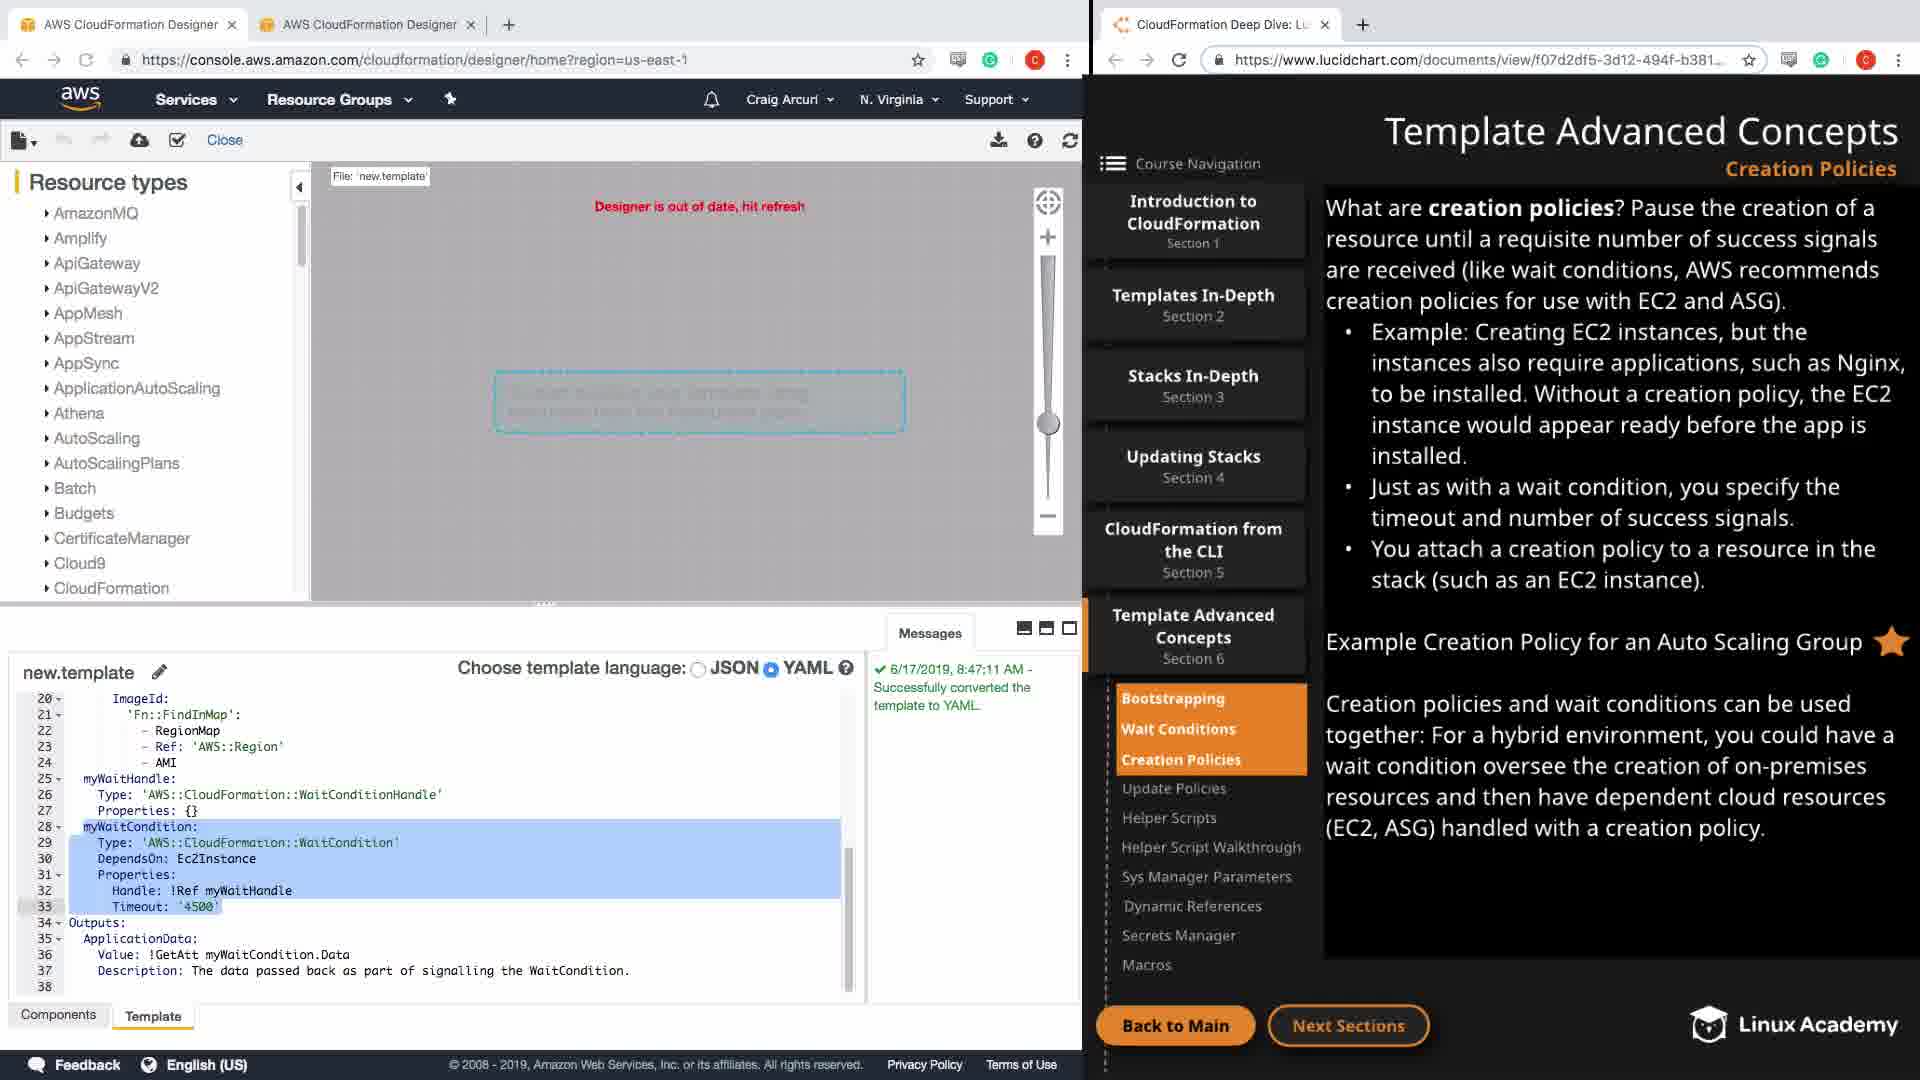 AWS CloudFormation Designer
AWS CloudFormation Designer
https://console.aws.amazon.com/cloudformation/designer/home?region=us-east-1
C
aws
Services
Resource Groups
Craig Arcuri
N. Virginia
Support
Close
Resource types
AmazonMQ
Amplify
ApiGateway
ApiGatewayV2
AppMesh
AppStream
AppSync
ApplicationAutoScaling
Athena
AutoScaling
AutoScalingPlans
Batch
Budgets
CertificateManager
Cloud9
CloudFormation
File: 'new.template'
Designer is out of date, hit refresh
new.template
Choose template language: JSON YAML
20 ImageId:
21 'Fn::FindInMap':
22 - RegionMap
23 - Ref: 'AWS::Region'
24 - AMI
25 myWaitHandle:
26 Type: 'AWS::CloudFormation::WaitConditionHandle'
27 Properties: {}
28 myWaitCondition:
29 Type: 'AWS::CloudFormation::WaitCondition'
30 DependsOn: Ec2Instance
31 Properties:
32 Handle: !Ref myWaitHandle
33 Timeout: '4500'
34 Outputs:
35 ApplicationData:
36 Value: !GetAtt myWaitCondition.Data
37 Description: The data passed back as part of signalling the WaitCondition.
38
Messages
6/17/2019, 8:47:11 AM -
Successfully converted the
template to YAML.
Components
Template
Feedback
English (US)
© 2008 - 2019, Amazon Web Services, Inc. or its affiliates. All rights reserved.
Privacy Policy
Terms of Use
CloudFormation Deep Dive: Lu
https://www.lucidchart.com/documents/view/f07d2df5-3d12-494f-b381...
C
Template Advanced Concepts
Creation Policies
Course Navigation
Introduction to
CloudFormation
Section 1
Templates In-Depth
Section 2
Stacks In-Depth
Section 3
Updating Stacks
Section 4
CloudFormation from
the CLI
Section 5
Template Advanced
Concepts
Section 6
Bootstrapping
Wait Conditions
Creation Policies
Update Policies
Helper Scripts
Helper Script Walkthrough
Sys Manager Parameters
Dynamic References
Secrets Manager
Macros
What are creation policies? Pause the creation of a
resource until a requisite number of success signals
are received (like wait conditions, AWS recommends
creation policies for use with EC2 and ASG).
• Example: Creating EC2 instances, but the
instances also require applications, such as Nginx,
to be installed. Without a creation policy, the EC2
instance would appear ready before the app is
installed.
• Just as with a wait condition, you specify the
timeout and number of success signals.
• You attach a creation policy to a resource in the
stack (such as an EC2 instance).
Example Creation Policy for an Auto Scaling Group
Creation policies and wait conditions can be used
together: For a hybrid environment, you could have a
wait condition oversee the creation of on-premises
resources and then have dependent cloud resources
(EC2, ASG) handled with a creation policy.
Back to Main
Next Sections
Linux Academy